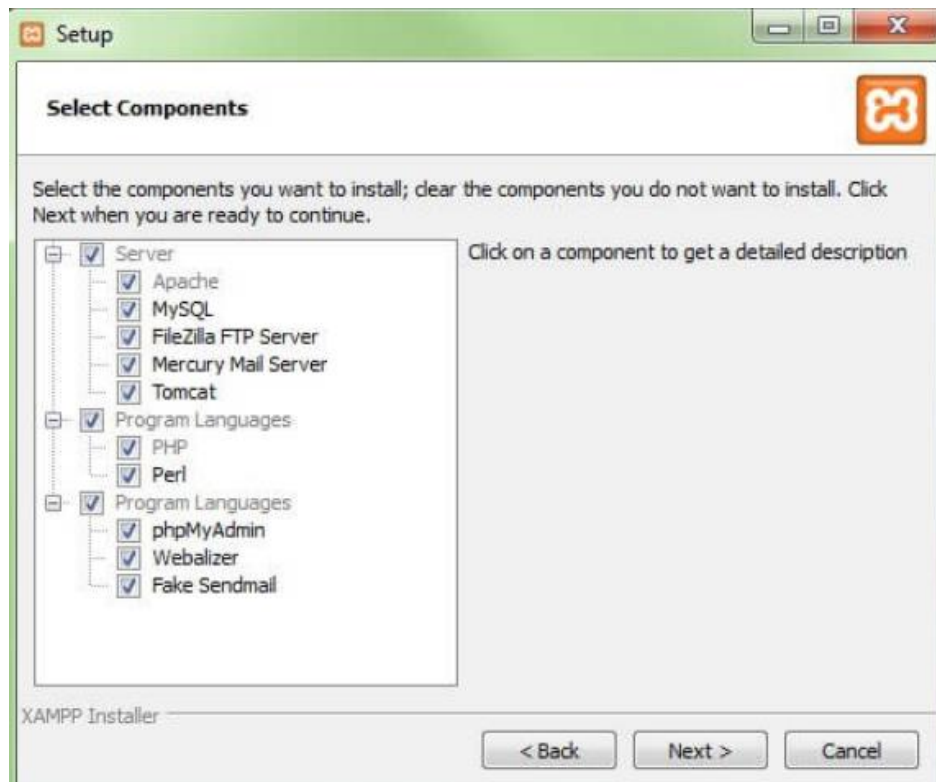 Setup
Select Components
Select the components you want to install; clear the components you do not want to install. Click
Next when you are ready to continue.
Server
Apache
MySQL
FileZilla FTP Server
Mercury Mail Server
Tomcat
Program Languages
PHP
Perl
Program Languages
phpMyAdmin
Webalizer
Fake Sendmail
Click on a component to get a detailed description
XAMPP Installer
< Back
Next >
Cancel